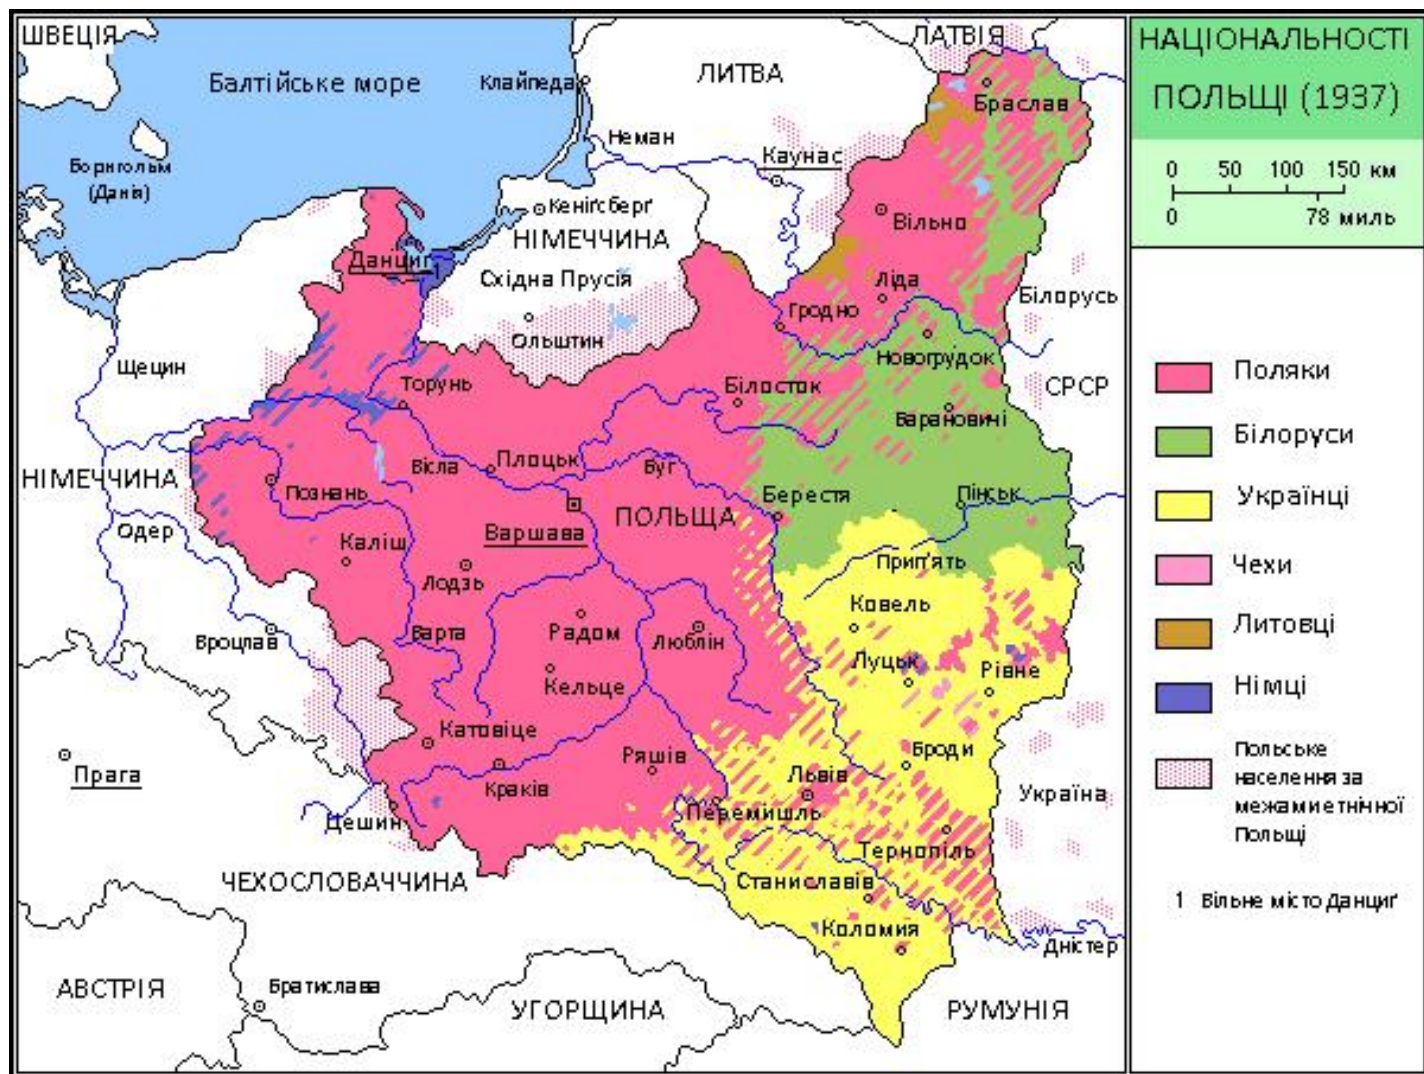 ШВЕЦІЯ
Балтійське море
Клайпеда
ЛИТВА
ЛАТВІЯ
Браслав
Борнгольм
(Данія)
Неман
Каунас
Кенігсберґ
НІМЕЧЧИНА
Вільно
Данциг
1
Східна Прусія
Ліда
Білорусь
Гродно
Ольштин
Новогрудок
Щецин
Торунь
Білосток
СРСР
Барановичі
НІМЕЧЧИНА
Вісла
Плоцьк
Буг
Познань
Берестя
Пінськ
Одер
Варшава
ПОЛЬЩА
Каліш
Лодзь
Прип'ять
Ковель
Вроцлав
Варта
Радом
Люблін
Луцьк
Рівне
Кельце
Катовіце
Ряшів
Броди
Прага
Краків
Львів
Україна
Цешин
Перемишль
Тернопіль
ЧЕХОСЛОВАЧЧИНА
Станиславів
Коломия
Дністер
АВСТРІЯ
Братислава
УГОРЩИНА
РУМУНІЯ
НАЦІОНАЛЬНОСТІ
ПОЛЬЩІ (1937)
0 50 100 150 км
0 78 миль
Поляки
Білоруси
Українці
Чехи
Литовці
Німці
Польське
населення за
межами етнічної
Польщі
1 Вільне місто Данциґ